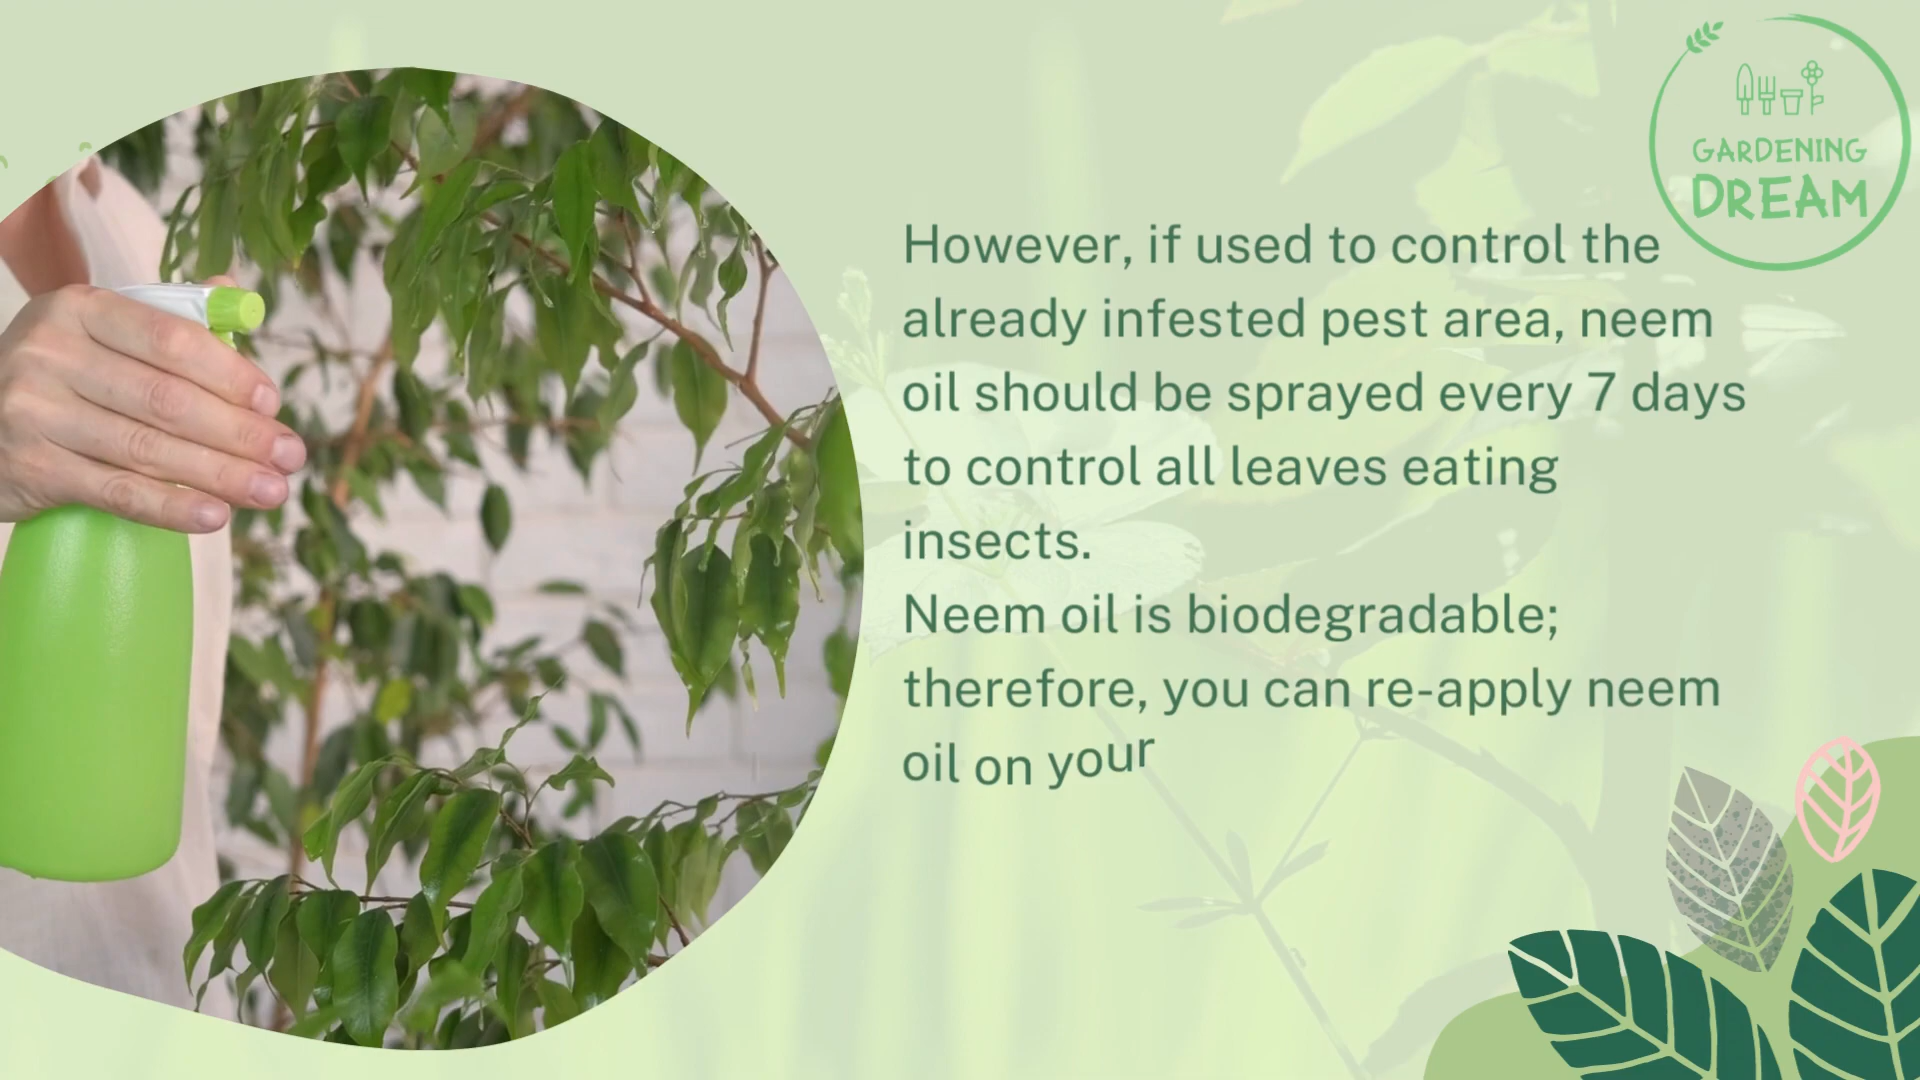 GARDENING
DREAM
However, if used to control the
already infested pest area, neem
oil should be sprayed every 7 days
to control all leaves eating
insects.
Neem oil is biodegradable;
therefore, you can re-apply neem
oil on your